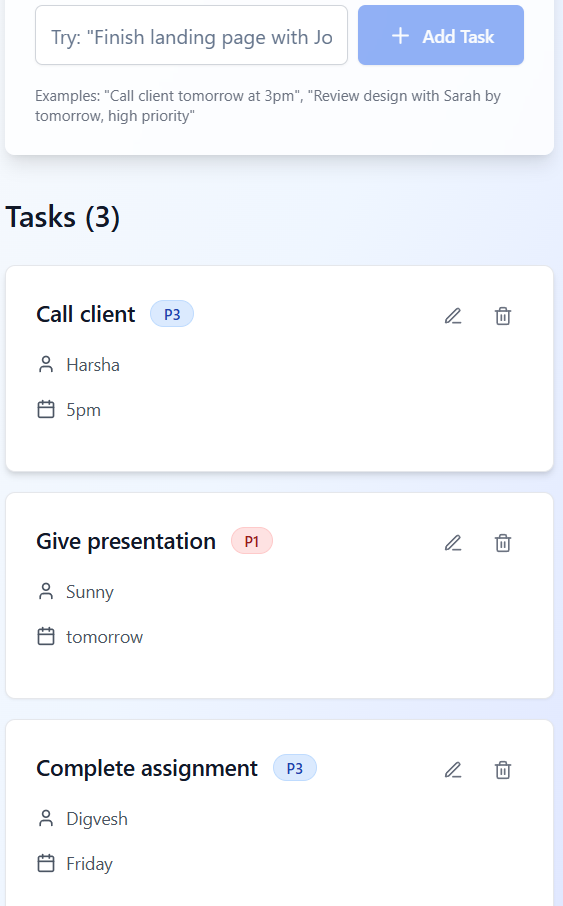 Try: "Finish landing page with Jo
Add Task
Examples: "Call client tomorrow at 3pm", "Review design with Sarah by
tomorrow, high priority"
Tasks (3)
Call client P3
Harsha
5pm
Give presentation P1
Sunny
tomorrow
Complete assignment P3
Digvesh
Friday